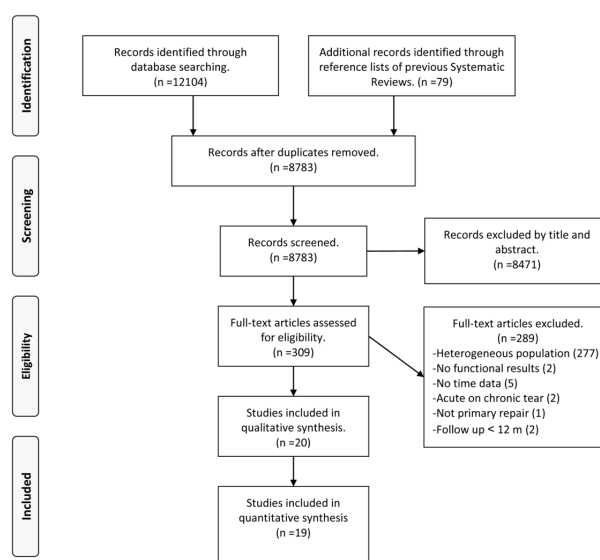 Identification
Records identified through
database searching.
(n =12104)
Additional records identified through
reference lists of previous Systematic
Reviews. (n =79)
Records after duplicates removed.
(n =8783)
Screening
Records screened.
(n =8783)
Records excluded by title and
abstract.
(n =8471)
Eligibility
Full-text articles assessed
for eligibility.
(n =309)
Full-text articles excluded.
(n =289)
-Heterogeneous population (277)
-No functional results (2)
-No time data (5)
-Acute on chronic tear (2)
-Not primary repair (1)
-Follow up < 12 m (2)
Studies included in
qualitative synthesis.
(n =20)
Included
Studies included in
quantitative synthesis
(n =19)